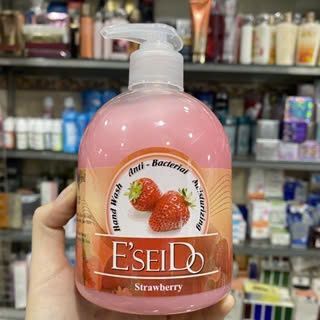 Hand Wash Anti - Bacterial Moisturizing
E'SEIDO
Strawberry